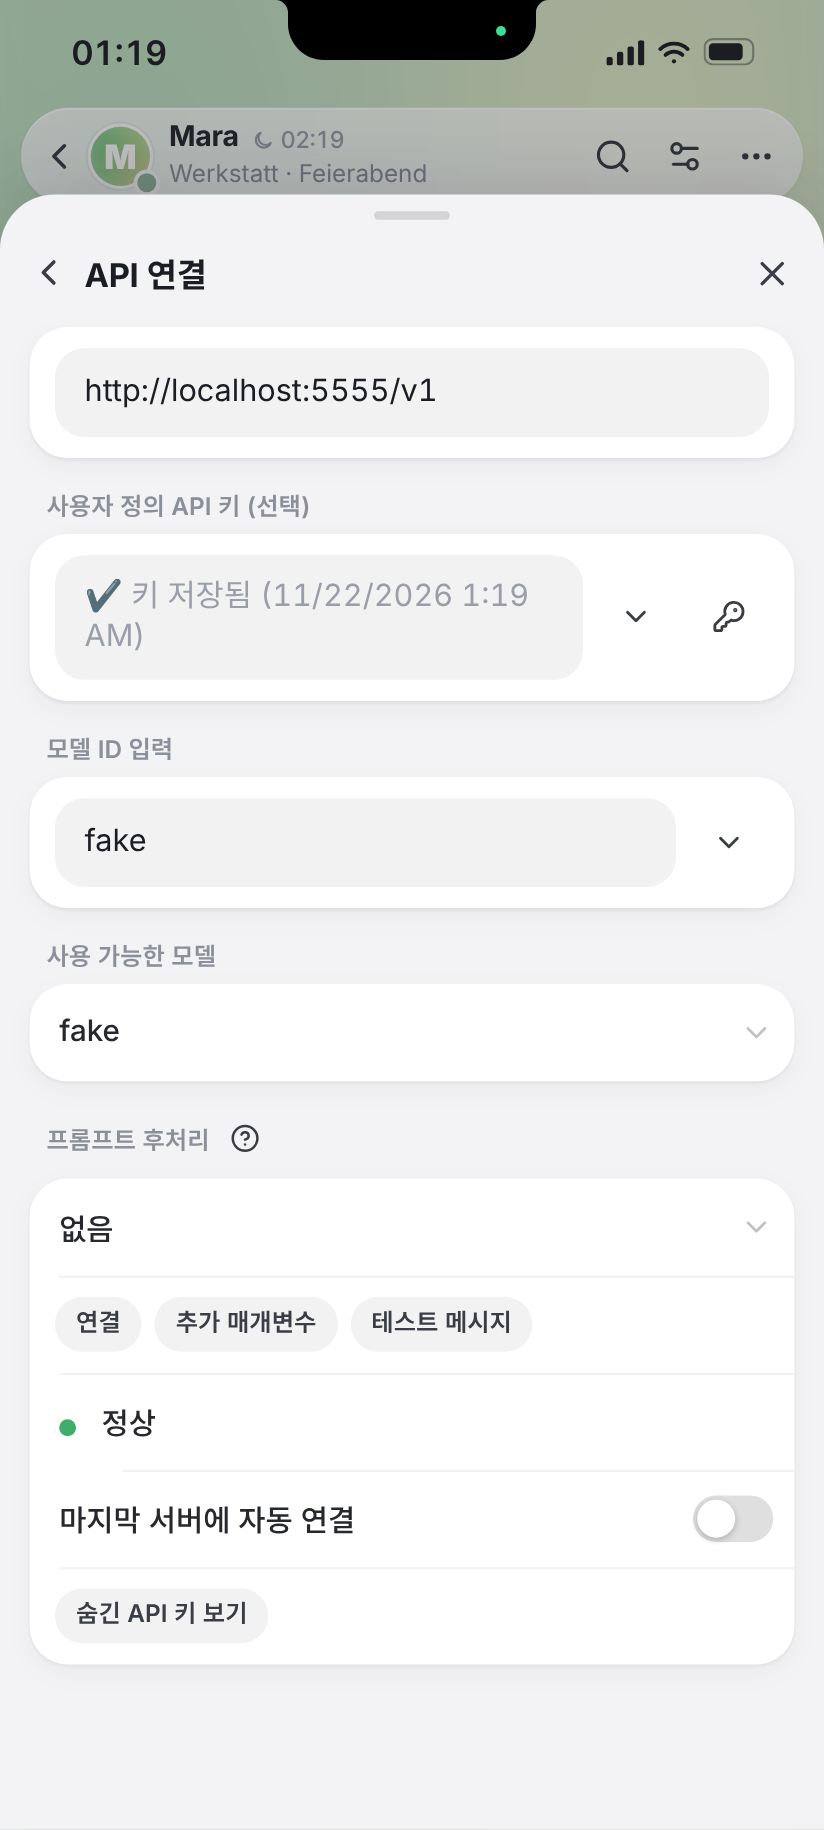 01:19
Mara 02:19
M
Werkstatt · Feierabend
API 연결
http://localhost:5555/v1
사용자 정의 API 키 (선택)
✔️ 키 저장됨 (11/22/2026 1:19
AM)
모델 ID 입력
fake
사용 가능한 모델
fake
프롬프트 후처리
없음
연결 추가 매개변수 테스트 메시지
정상
마지막 서버에 자동 연결
숨긴 API 키 보기